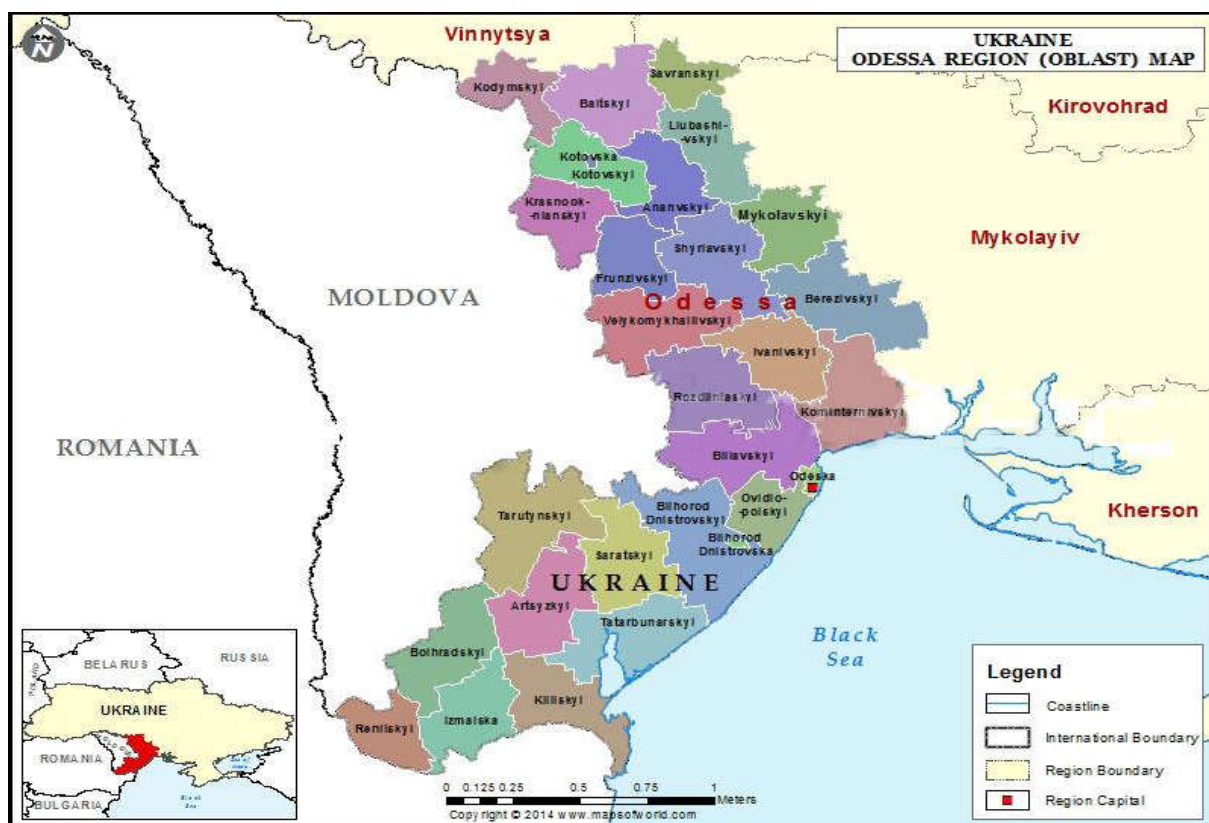 UKRAINE
ODESSA REGION (OBLAST) MAP
N
Vinnytsya
Kirovohrad
Mykolayiv
Kherson
MOLDOVA
ROMANIA
Odessa
UKRAINE
Black
Sea
Kodymskyi
Baltskyi
Savranskyi
Liubashi-
-vskyi
Kotovska
Kotovskyi
Ananvskyi
Krasnook-
-nianskyi
Mykolavskyi
Shyriavskyi
Frunzivskyi
Berezivskyi
Velykomykhailivskyi
Ivanivskyi
Rozdilniaskyi
Kominternivskyi
Biliavskyi
Odeska
Ovidio-
-polskyi
Bilhorod
Dnistrovskyi
Bilhorod
Dnistrovska
Tarutynskyi
Saratskyi
Artsyzkyi
Tatarbunarskyi
Bolhradskyi
Kiliiskyi
Izmalska
Reniiskyi
BELARUS
RUSSIA
UKRAINE
ROMANIA
BULGARIA
Black
Sea
0 0.125 0.25 0.5 0.75 1
Meters
Copyright © 2014 www.mapsofworld.com
Legend
Coastline
International Boundary
Region Boundary
Region Capital